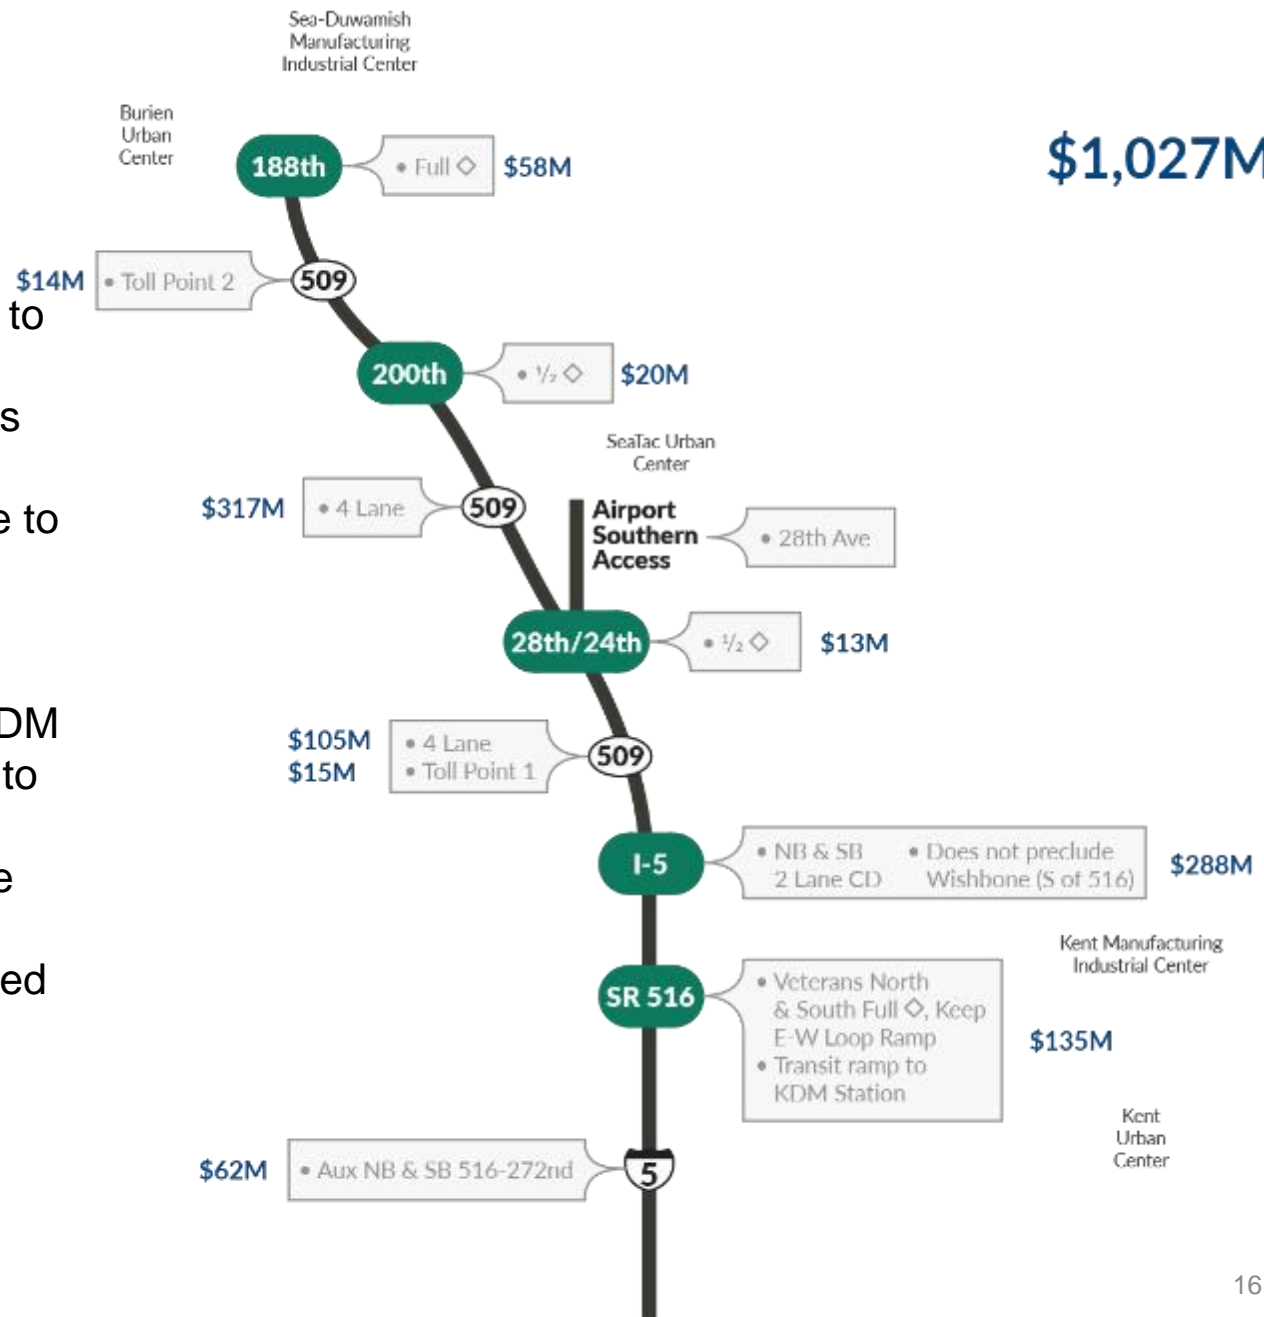 Sea-Duwamish
Manufacturing
Industrial Center
Burien
Urban
Center
188th
• Full ◇
$58M
$1,027M
$14M
• Toll Point 2
509
to
200th
• ½ ◇
$20M
s
SeaTac Urban
Center
$317M
• 4 Lane
509
Airport
Southern
Access
• 28th Ave
e to
28th/24th
• ½ ◇
$13M
DM
to
$105M
$15M
• 4 Lane
• Toll Point 1
509
I-5
• NB & SB
2 Lane CD
• Does not preclude
Wishbone (S of 516)
$288M
e
Kent Manufacturing
Industrial Center
ed
SR 516
• Veterans North
& South Full ◇, Keep
E-W Loop Ramp
• Transit ramp to
KDM Station
$135M
Kent
Urban
Center
$62M
• Aux NB & SB 516-272nd
5
16